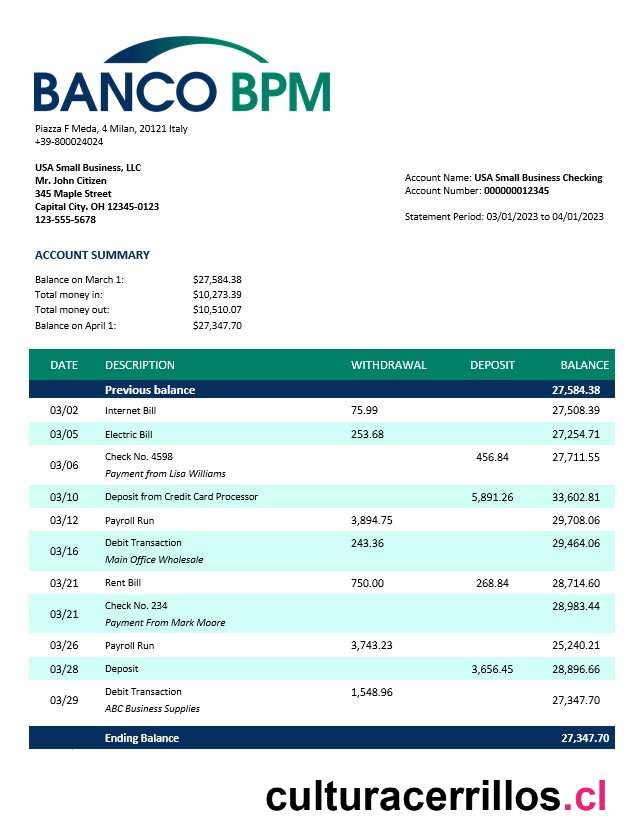 BANCO BPM
Piazza F Meda, 4 Milan, 20121 Italy
+39-800024024
USA Small Business, LLC
Mr. John Citizen
345 Maple Street
Capital City. OH 12345-0123
123-555-5678
Account Name: USA Small Business Checking
Account Number: 000000012345
Statement Period: 03/01/2023 to 04/01/2023
ACCOUNT SUMMARY
Balance on March 1: $27,584.38
Total money in: $10,273.39
Total money out: $10,510.07
Balance on April 1: $27,347.70
DATE DESCRIPTION WITHDRAWAL DEPOSIT BALANCE
Previous balance 27,584.38
03/02 Internet Bill 75.99 27,508.39
03/05 Electric Bill 253.68 27,254.71
03/06 Check No. 4598 456.84 27,711.55
Payment from Lisa Williams
03/10 Deposit from Credit Card Processor 5,891.26 33,602.81
03/12 Payroll Run 3,894.75 29,708.06
03/16 Debit Transaction 243.36 29,464.06
Main Office Wholesale
03/21 Rent Bill 750.00 268.84 28,714.60
03/21 Check No. 234 28,983.44
Payment From Mark Moore
03/26 Payroll Run 3,743.23 25,240.21
03/28 Deposit 3,656.45 28,896.66
03/29 Debit Transaction 1,548.96 27,347.70
ABC Business Supplies
Ending Balance 27,347.70
culturacerrillos.cl